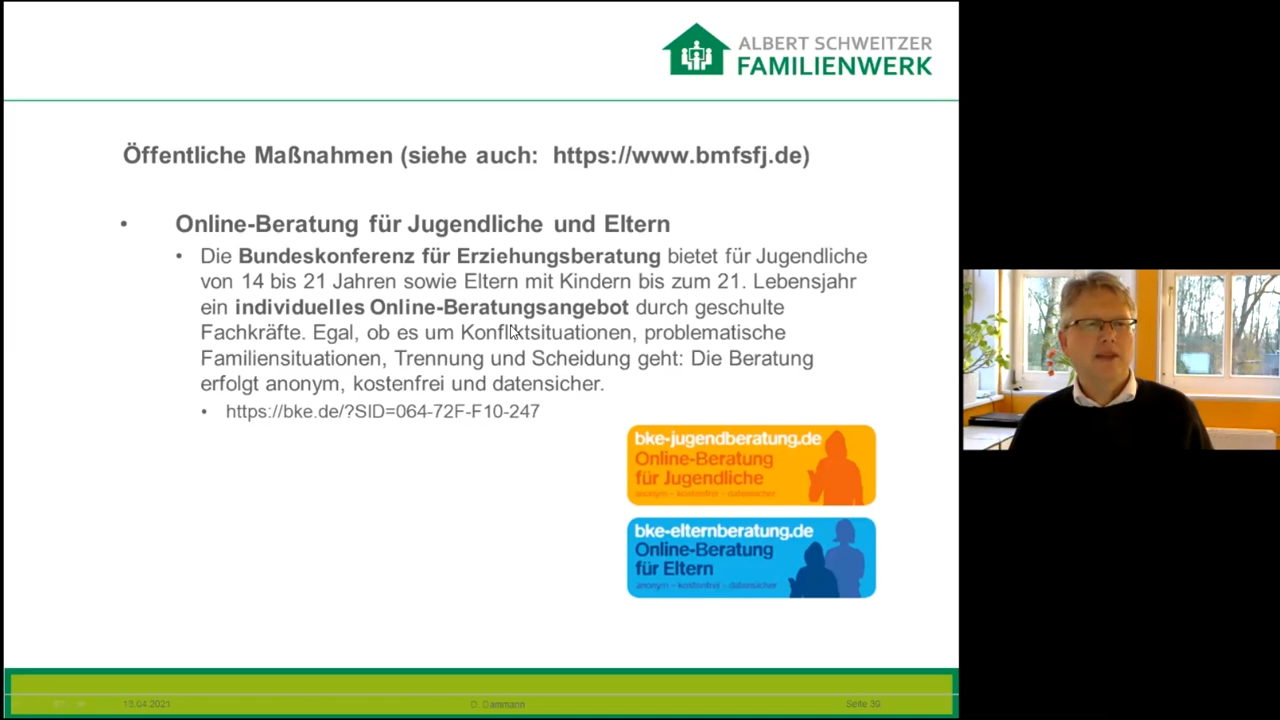 ALBERT SCHWEITZER
FAMILIENWERK
Öffentliche Maßnahmen (siehe auch: https://www.bmfsfj.de)
• Online-Beratung für Jugendliche und Eltern
• Die Bundeskonferenz für Erziehungsberatung bietet für Jugendliche
von 14 bis 21 Jahren sowie Eltern mit Kindern bis zum 21. Lebensjahr
ein individuelles Online-Beratungsangebot durch geschulte
Fachkräfte. Egal, ob es um Konfliktsituationen, problematische
Familiensituationen, Trennung und Scheidung geht: Die Beratung
erfolgt anonym, kostenfrei und datensicher.
• https://bke.de/?SID=064-72F-F10-247
bke-jugendberatung.de
Online-Beratung
für Jugendliche
anonym – kostenfrei – datensicher
bke-elternberatung.de
Online-Beratung
für Eltern
anonym – kostenfrei – datensicher
13.04.2021
D. Dammann
Seite 39